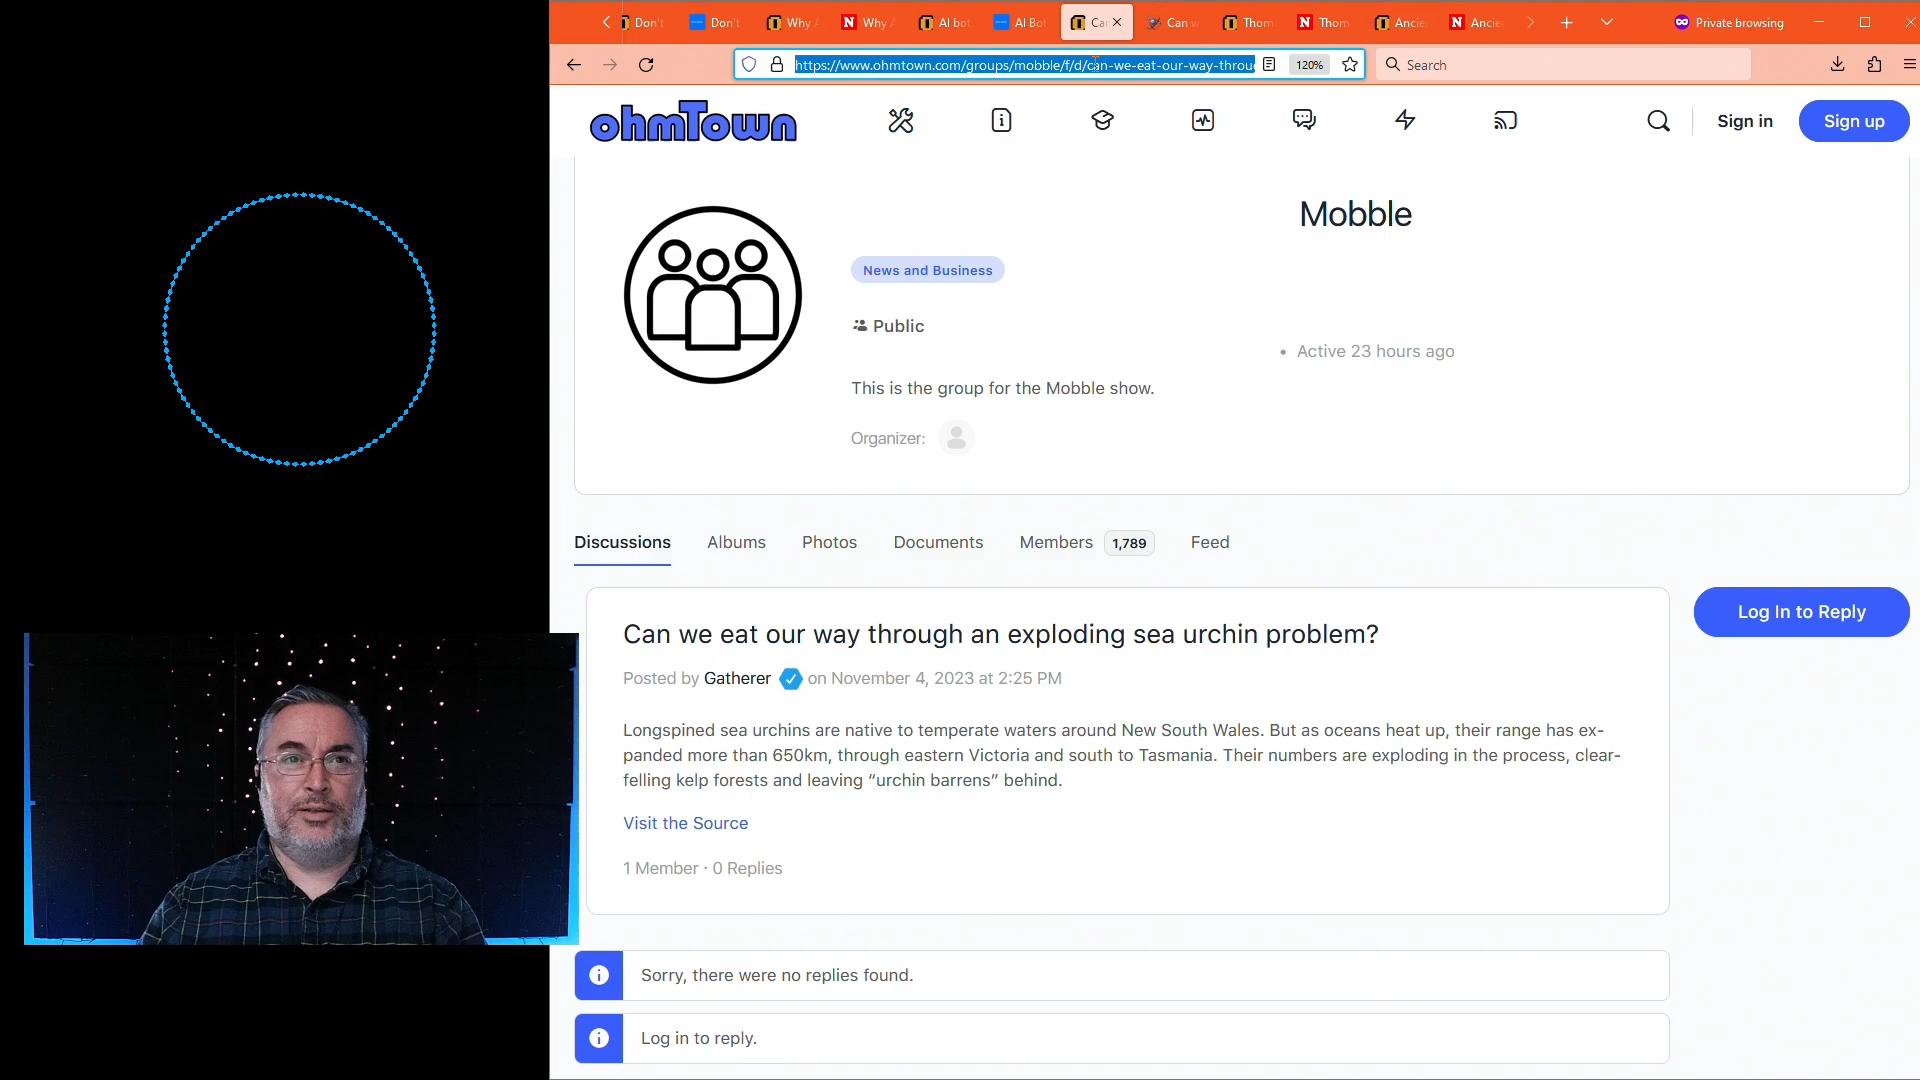 Don't
Don't
Why A
Why A
AI bot
AI Bot
Can
Can w
Thom
Thom
Ancie
Ancie
Private browsing
https://www.ohmtown.com/groups/mobble/f/d/can-we-eat-our-way-throu
120%
Search
ohmTown
Sign in
Sign up
Mobble
News and Business
Public
• Active 23 hours ago
This is the group for the Mobble show.
Organizer:
Discussions
Albums
Photos
Documents
Members 1,789
Feed
Can we eat our way through an exploding sea urchin problem?
Log In to Reply
Posted by Gatherer on November 4, 2023 at 2:25 PM
Longspined sea urchins are native to temperate waters around New South Wales. But as oceans heat up, their range has ex-
panded more than 650km, through eastern Victoria and south to Tasmania. Their numbers are exploding in the process, clear-
felling kelp forests and leaving “urchin barrens” behind.
Visit the Source
1 Member · 0 Replies
Sorry, there were no replies found.
Log in to reply.